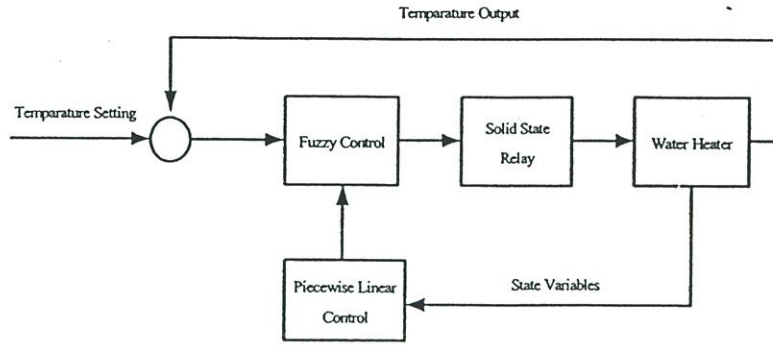 Temparature Output
Temparature Setting
Fuzzy Control
Solid State
Relay
Water Heater
Piecewise Linear
Control
State Variables